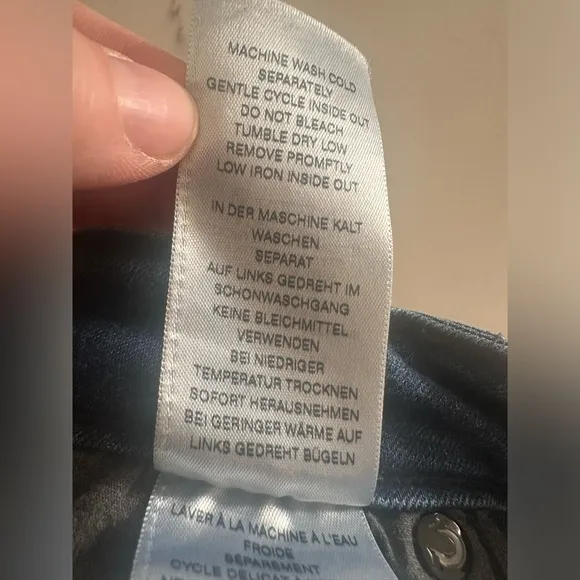 MACHINE WASH COLD
SEPARATELY
GENTLE CYCLE INSIDE OUT
DO NOT BLEACH
TUMBLE DRY LOW
REMOVE PROMPTLY
LOW IRON INSIDE OUT
IN DER MASCHINE KALT
WASCHEN
SEPARAT
AUF LINKS GEDREHT IM
SCHONWASCHGANG
KEINE BLEICHMITTEL
VERWENDEN
BEI NIEDRIGER
TEMPERATUR TROCKNEN
SOFORT HERAUSNEHMEN
BEI GERINGER WÄRME AUF
LINKS GEDREHT BÜGELN
LAVER À LA MACHINE À L'EAU
FROIDE
SÉPARÉMENT
CYCLE DELICAT